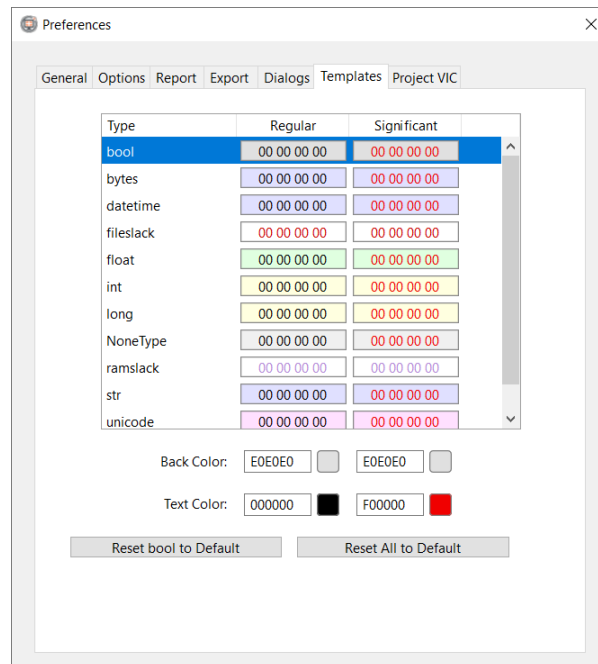 Preferences
General Options Report Export Dialogs Templates Project VIC
Type Regular Significant
bool 00 00 00 00 00 00 00 00
bytes 00 00 00 00 00 00 00 00
datetime 00 00 00 00 00 00 00 00
fileslack 00 00 00 00 00 00 00 00
float 00 00 00 00 00 00 00 00
int 00 00 00 00 00 00 00 00
long 00 00 00 00 00 00 00 00
NoneType 00 00 00 00 00 00 00 00
ramslack 00 00 00 00 00 00 00 00
str 00 00 00 00 00 00 00 00
unicode 00 00 00 00 00 00 00 00
Back Color: E0E0E0 E0E0E0
Text Color: 000000 F00000
Reset bool to Default Reset All to Default